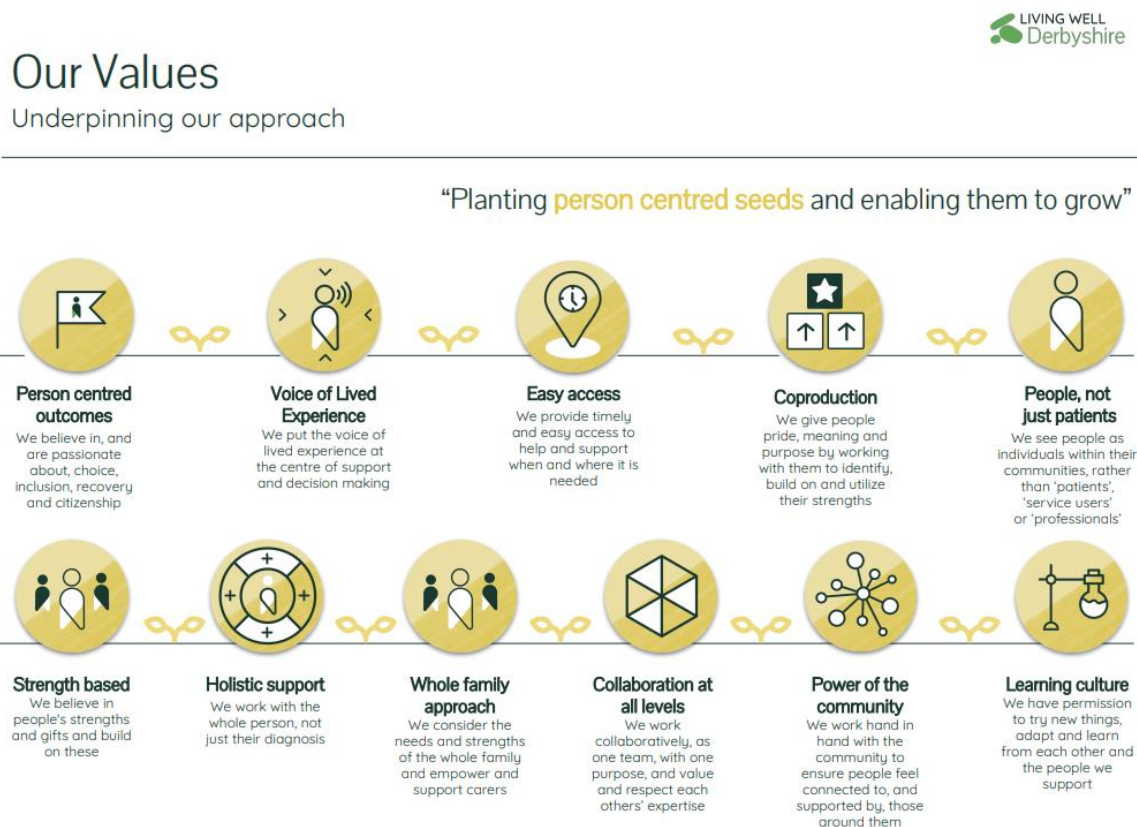 LIVING WELL
Derbyshire
Our Values
Underpinning our approach
“Planting person centred seeds and enabling them to grow”
Person centred
outcomes
We believe in, and
are passionate
about, choice,
inclusion, recovery
and citizenship
Voice of Lived
Experience
We put the voice of
lived experience at
the centre of support
and decision making
Easy access
We provide timely
and easy access to
help and support
when and where it is
needed
Coproduction
We give people
pride, meaning and
purpose by working
with them to identify,
build on and utilize
their strengths
People, not
just patients
We see people as
individuals within their
communities, rather
than ‘patients’,
‘service users’
or ‘professionals’
Strength based
We believe in
people's strengths
and gifts and build
on these
Holistic support
We work with the
whole person, not
just their diagnosis
Whole family
approach
We consider the
needs and strengths
of the whole family
and empower and
support carers
Collaboration at
all levels
We work
collaboratively, as
one team, with one
purpose, and value
and respect each
others’ expertise
Power of the
community
We work hand in
hand with the
community to
ensure people feel
connected to, and
supported by, those
around them
Learning culture
We have permission
to try new things,
adapt and learn
from each other and
the people we
support